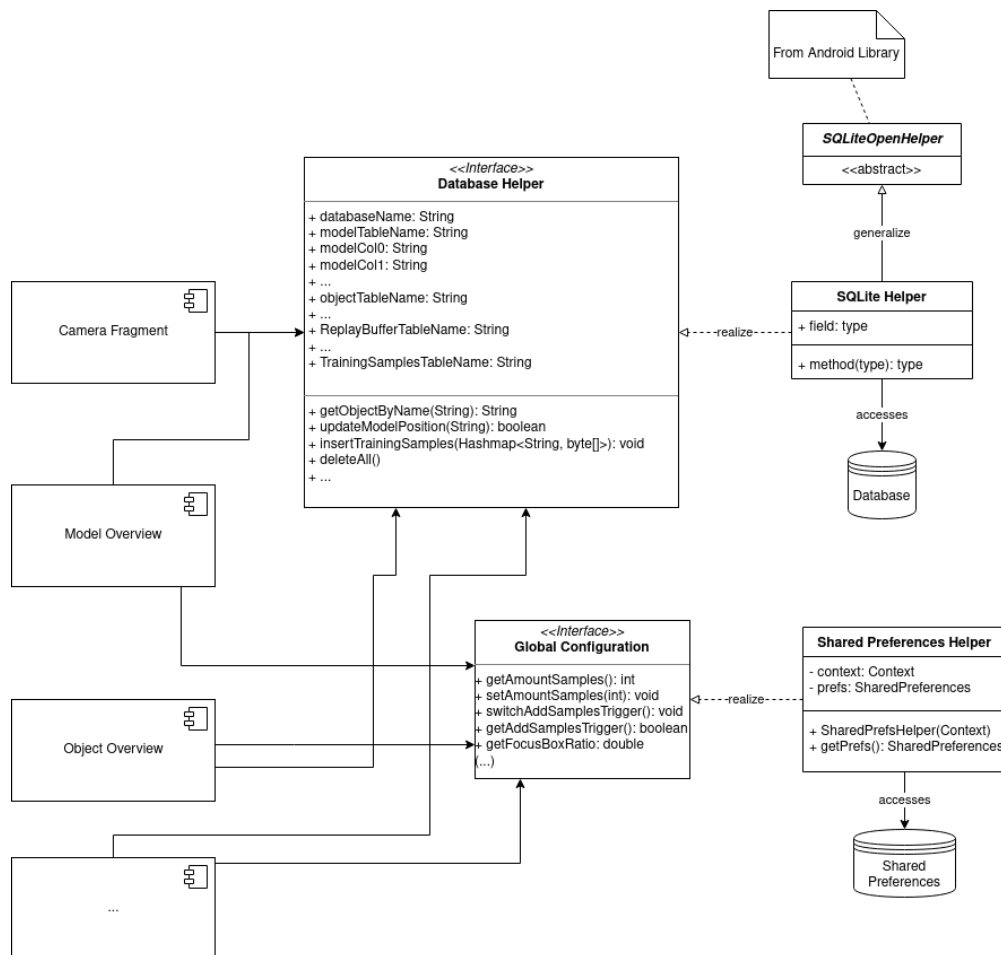 From Android Library
SQLiteOpenHelper
<<abstract>>
generalize
<<Interface>>
Database Helper
+ databaseName: String
+ modelTableName: String
+ modelCol0: String
+ modelCol1: String
+ ...
+ objectTableName: String
+ ...
+ ReplayBufferTableName: String
+ ...
+ TrainingSamplesTableName: String
+ getObjectByName(String): String
+ updateModelPosition(String): boolean
+ insertTrainingSamples(Hashmap<String, byte[]>): void
+ deleteAll()
+ ...
realize
SQLite Helper
+ field: type
+ method(type): type
accesses
Database
Camera Fragment
Model Overview
Object Overview
...
<<Interface>>
Global Configuration
+ getAmountSamples(): int
+ setAmountSamples(int): void
+ switchAddSamplesTrigger(): void
+ getAddSamplesTrigger(): boolean
+ getFocusBoxRatio: double
(...)
realize
Shared Preferences Helper
- context: Context
- prefs: SharedPreferences
+ SharedPrefsHelper(Context)
+ getPrefs(): SharedPreferences
accesses
Shared
Preferences